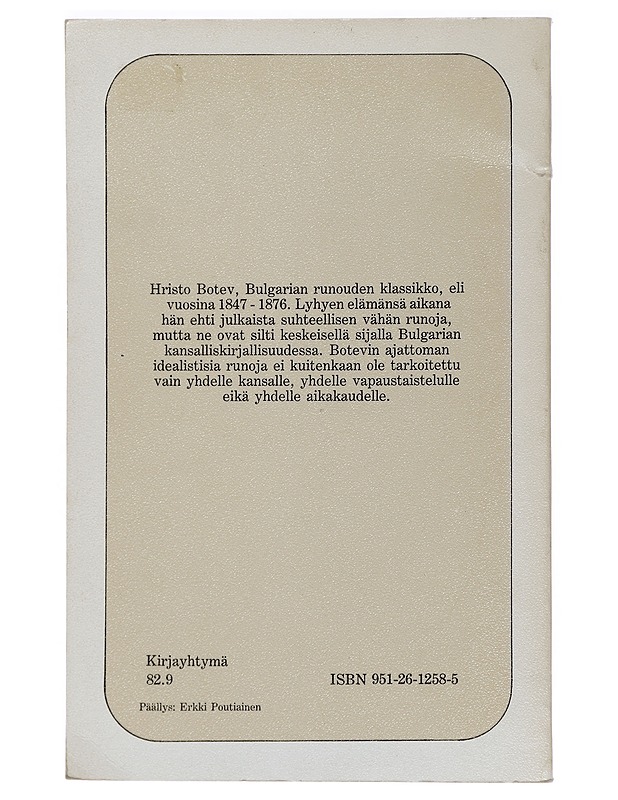 Hristo Botev, Bulgarian runouden klassikko, eli
vuosina 1847 - 1876. Lyhyen elämänsä aikana
hän ehti julkaista suhteellisen vähän runoja,
mutta ne ovat silti keskeisellä sijalla Bulgarian
kansalliskirjallisuudessa. Botevin ajattoman
idealistisia runoja ei kuitenkaan ole tarkoitettu
vain yhdelle kansalle, yhdelle vapaustaistelulle
eikä yhdelle aikakaudelle.
Kirjayhtymä
82.9 ISBN 951-26-1258-5
Päällys: Erkki Poutiainen